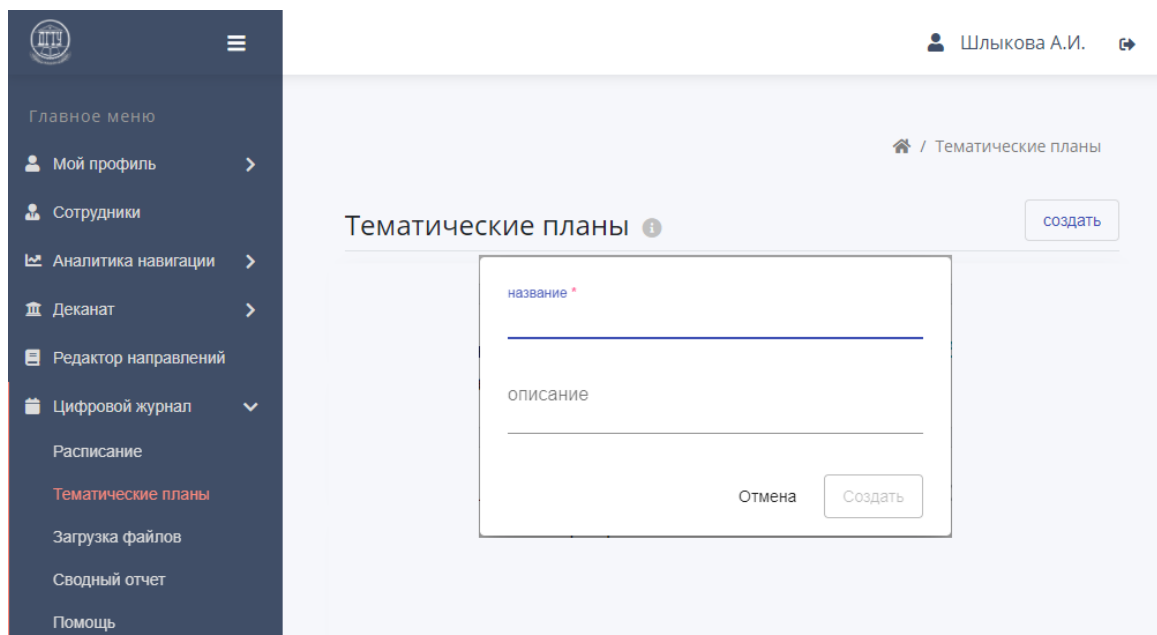 ДГТУ
Шлыкова А.И.
Главное меню
Мой профиль
Сотрудники
Аналитика навигации
Деканат
Редактор направлений
Цифровой журнал
Расписание
Тематические планы
Загрузка файлов
Сводный отчет
Помощь
/ Тематические планы
Тематические планы
создать
название *
описание
Отмена
Создать